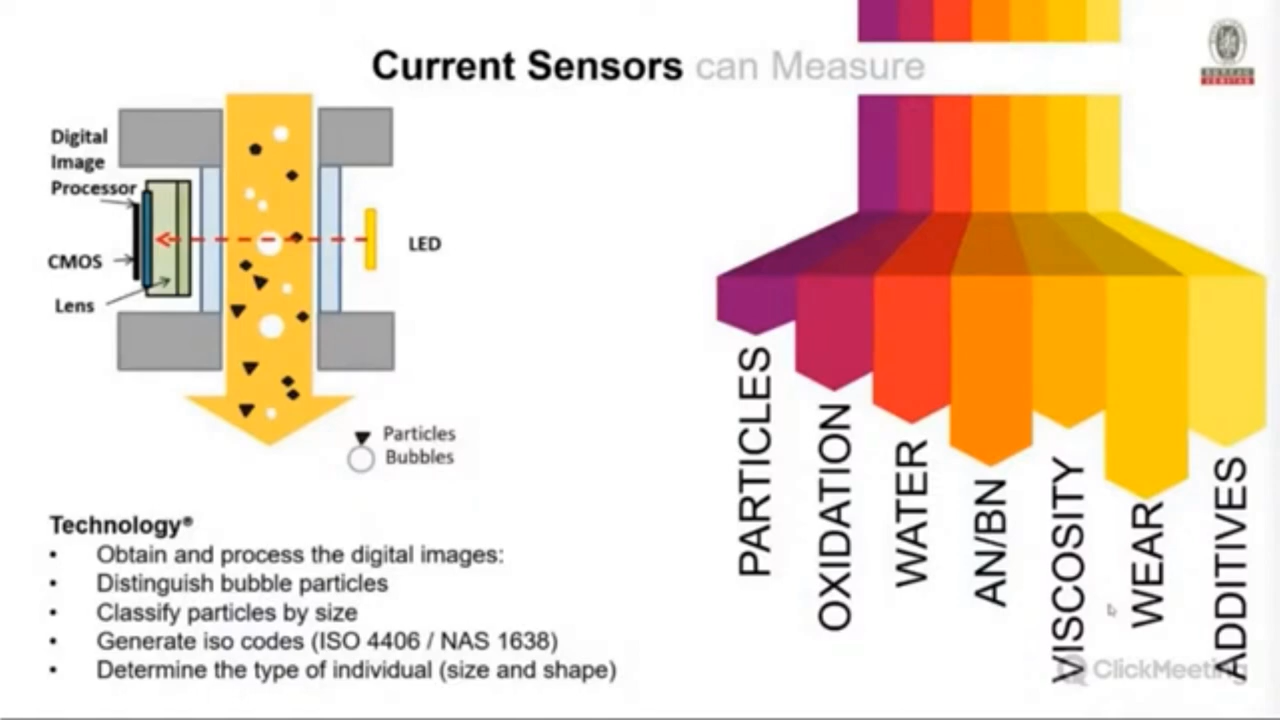 Current Sensors can Measure
BUREAU
VERITAS
Digital
Image
Processor
CMOS
Lens
LED
Particles
Bubbles
Technology®
• Obtain and process the digital images:
• Distinguish bubble particles
• Classify particles by size
• Generate iso codes (ISO 4406 / NAS 1638)
• Determine the type of individual (size and shape)
PARTICLES
OXIDATION
WATER
AN/BN
VISCOSITY
WEAR
ADDITIVES
ClickMeeting